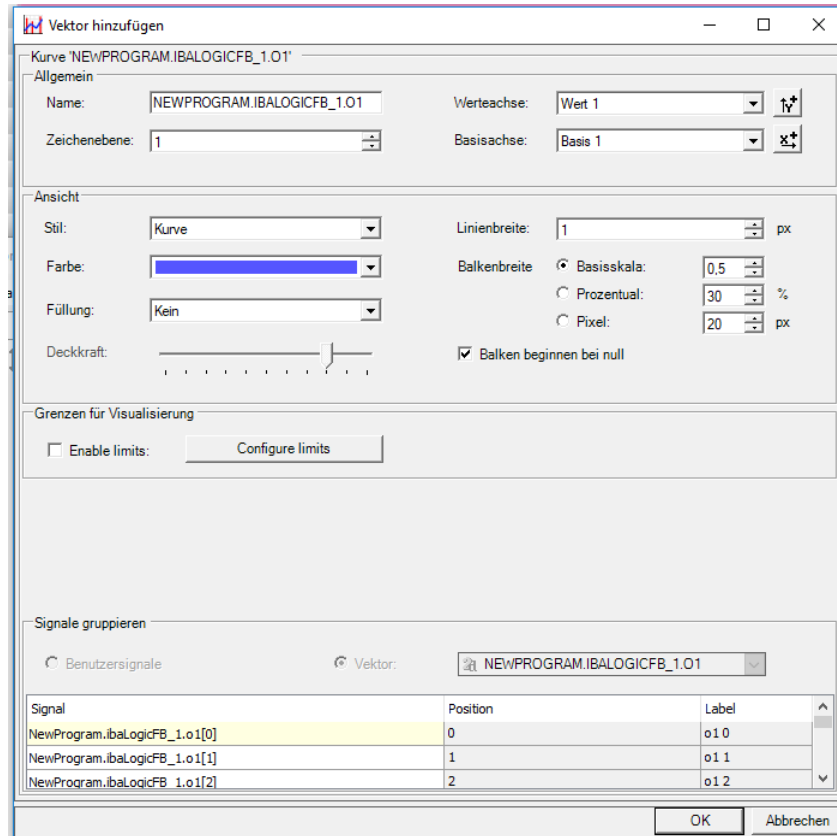 Vektor hinzufügen
Kurve 'NEWPROGRAM.IBALOGICFB_1.O1'
Allgemein
Name: NEWPROGRAM.IBALOGICFB_1.O1 Werteachse: Wert 1
Zeichenebene: 1 Basisachse: Basis 1
Ansicht
Stil: Kurve Linienbreite: 1 px
Farbe: Balkenbreite Basisskala: 0,5
Prozentual: 30 %
Füllung: Kein Pixel: 20 px
Deckkraft: Balken beginnen bei null
Grenzen für Visualisierung
Enable limits: Configure limits
Signale gruppieren
Benutzersignale Vektor: NEWPROGRAM.IBALOGICFB_1.O1
Signal Position Label
NewProgram.ibaLogicFB_1.o1[0] 0 o1 0
NewProgram.ibaLogicFB_1.o1[1] 1 o1 1
NewProgram.ibaLogicFB_1.o1[2] 2 o1 2
OK Abbrechen